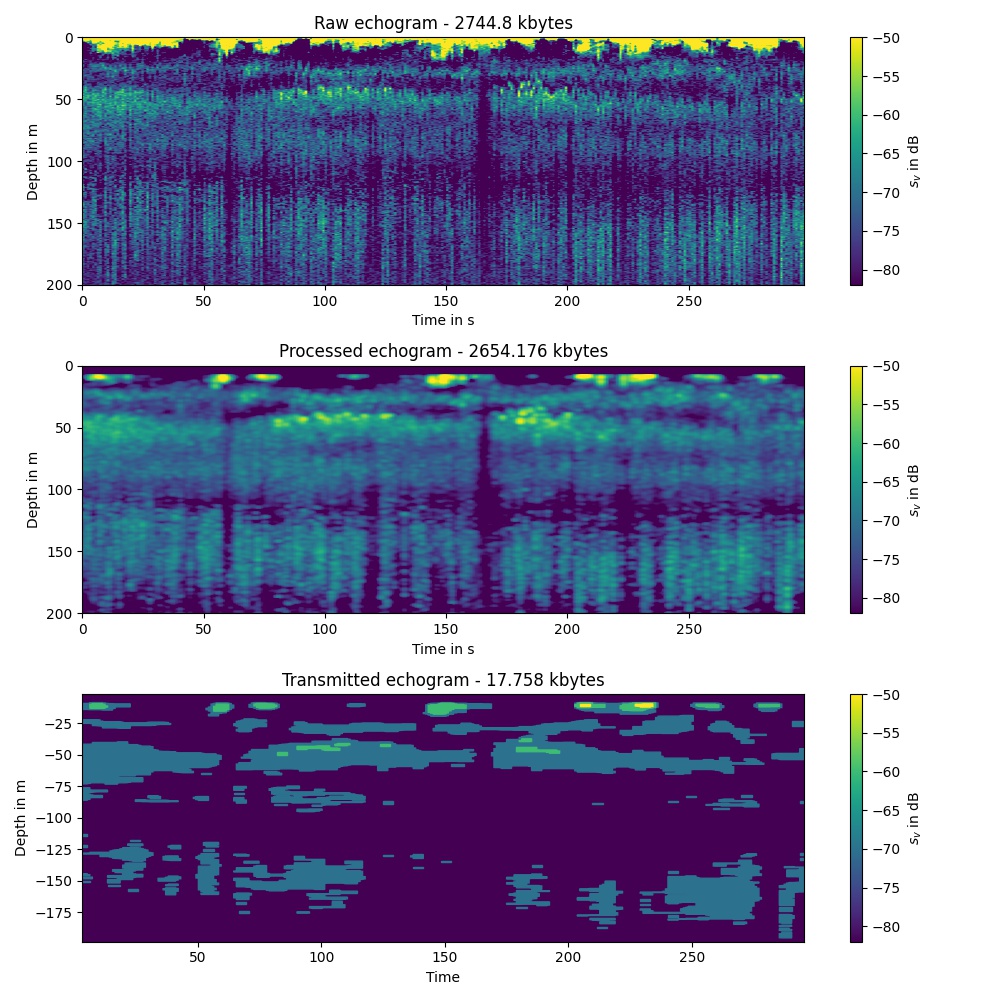 Raw echogram - 2744.8 kbytes
0
50
100
150
200
Depth in m
0 50 100 150 200 250
Time in s
−50
−55
−60
−65
−70
−75
−80
s_v in dB
Processed echogram - 2654.176 kbytes
0
50
100
150
200
Depth in m
0 50 100 150 200 250
Time in s
−50
−55
−60
−65
−70
−75
−80
s_v in dB
Transmitted echogram - 17.758 kbytes
−25
−50
−75
−100
−125
−150
−175
Depth in m
50 100 150 200 250
Time
−50
−55
−60
−65
−70
−75
−80
s_v in dB